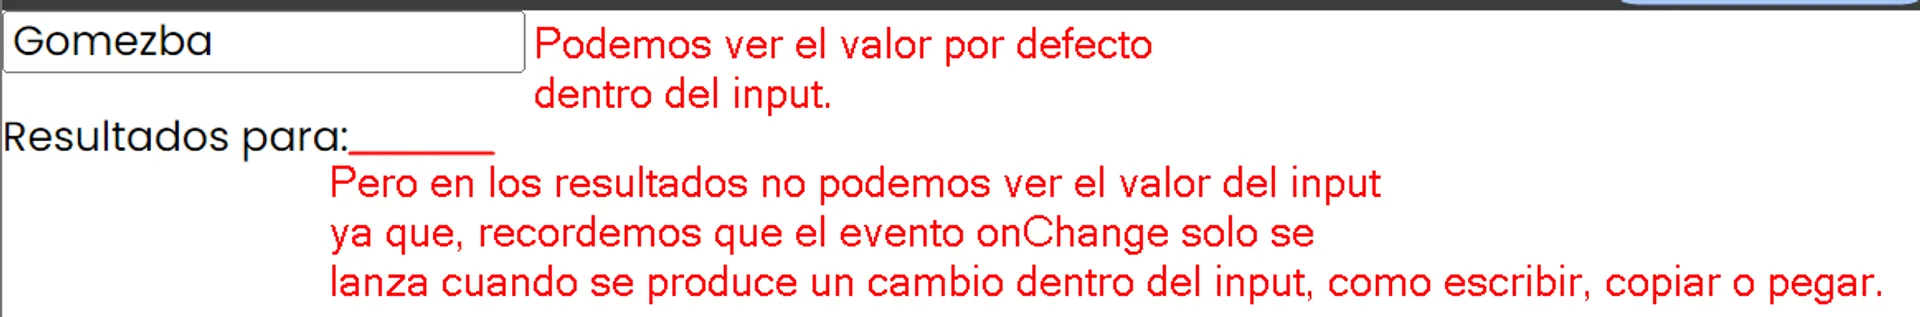 Gomezba
Podemos ver el valor por defecto
dentro del input.
Resultados para:
Pero en los resultados no podemos ver el valor del input
ya que, recordemos que el evento onChange solo se
lanza cuando se produce un cambio dentro del input, como escribir, copiar o pegar.